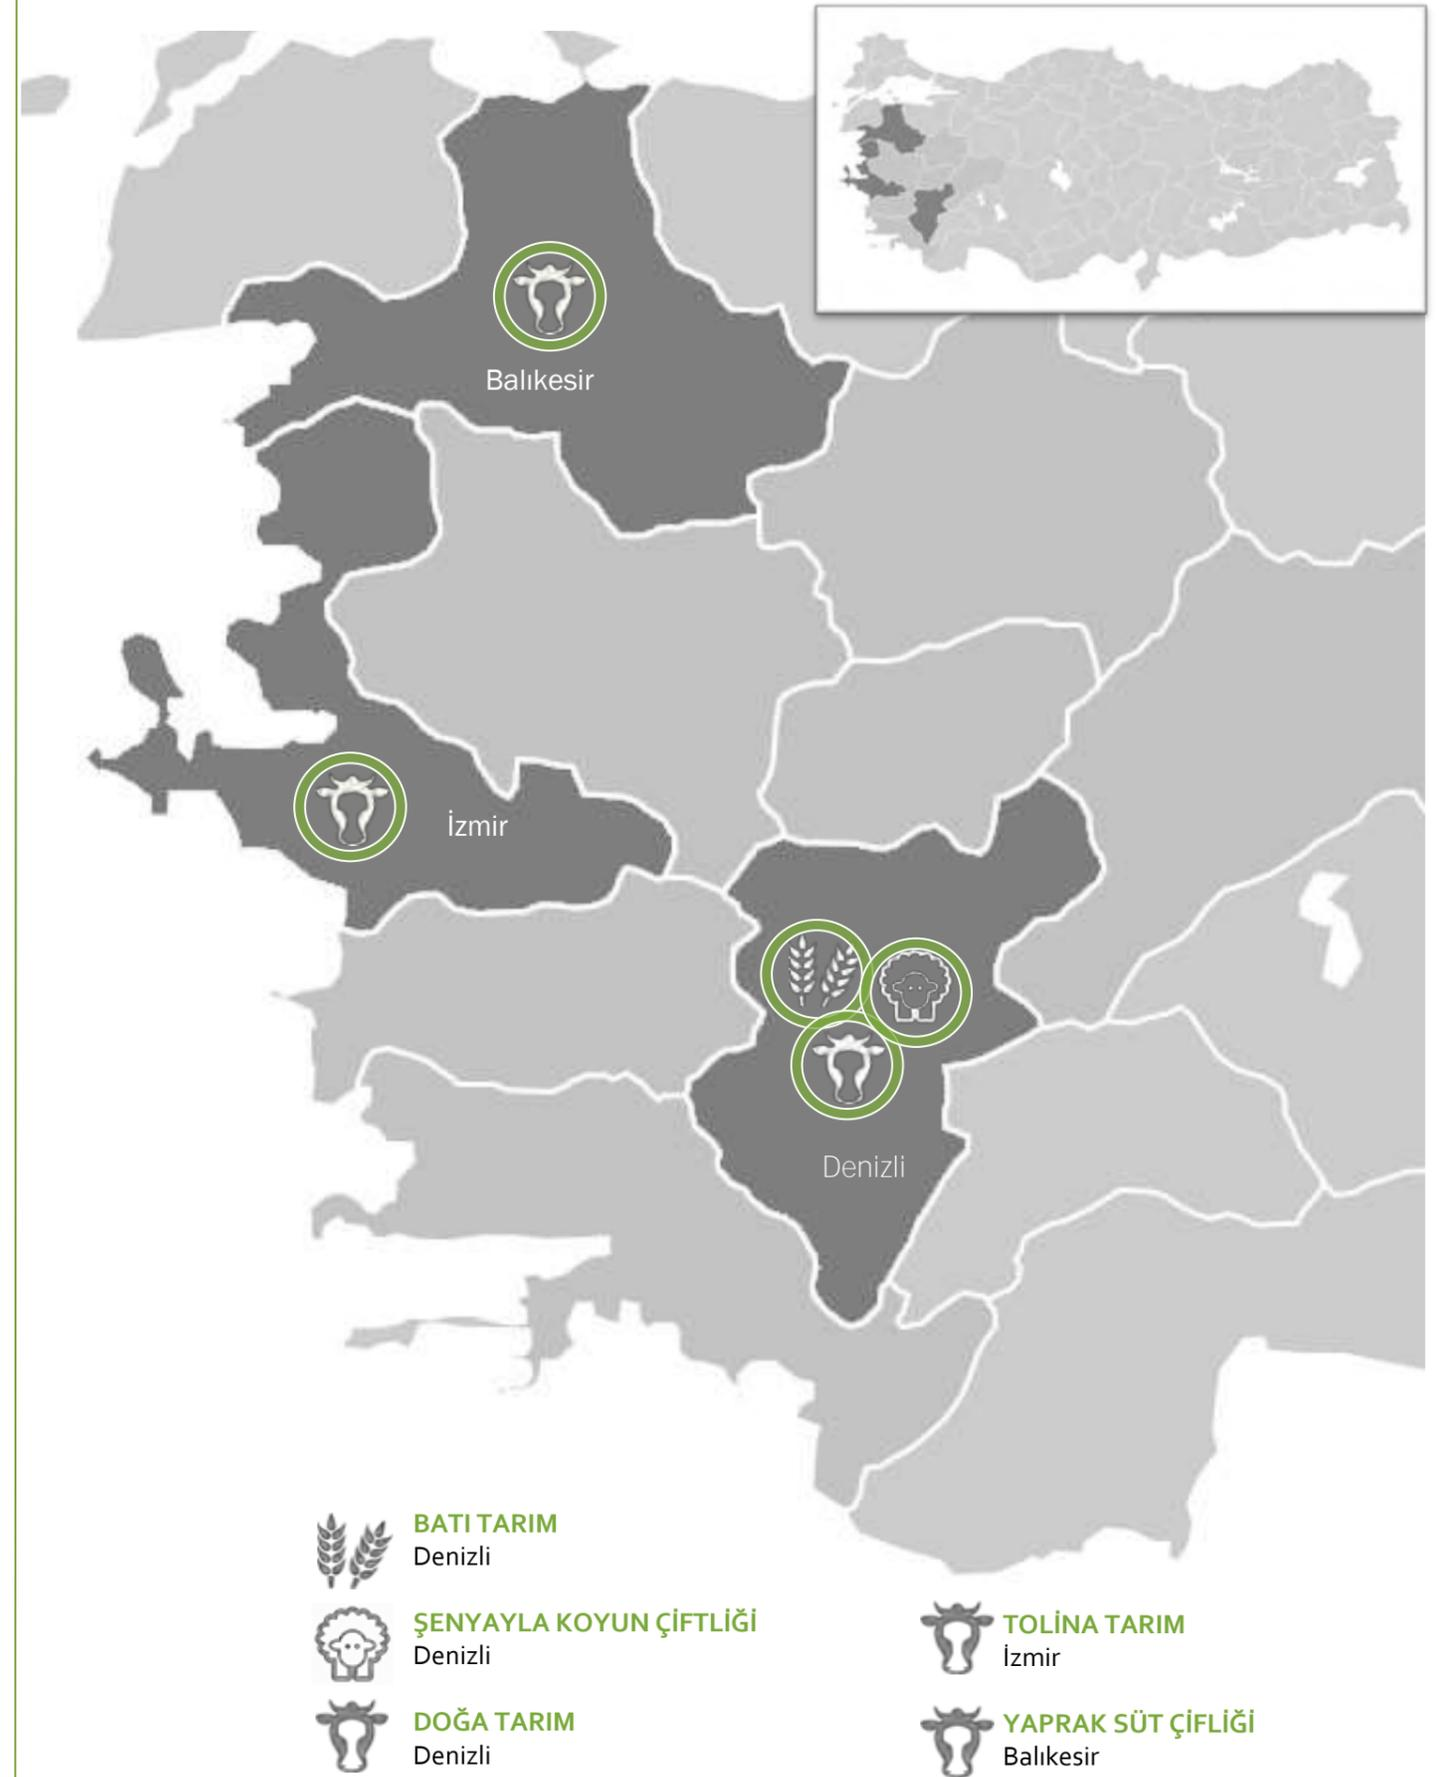 Balıkesir
İzmir
Denizli
BATI TARIM
Denizli
ŞENYAYLA KOYUN ÇİFTLİĞİ
Denizli
DOĞA TARIM
Denizli
TOLİNA TARIM
İzmir
YAPRAK SÜT ÇİFLİĞİ
Balıkesir